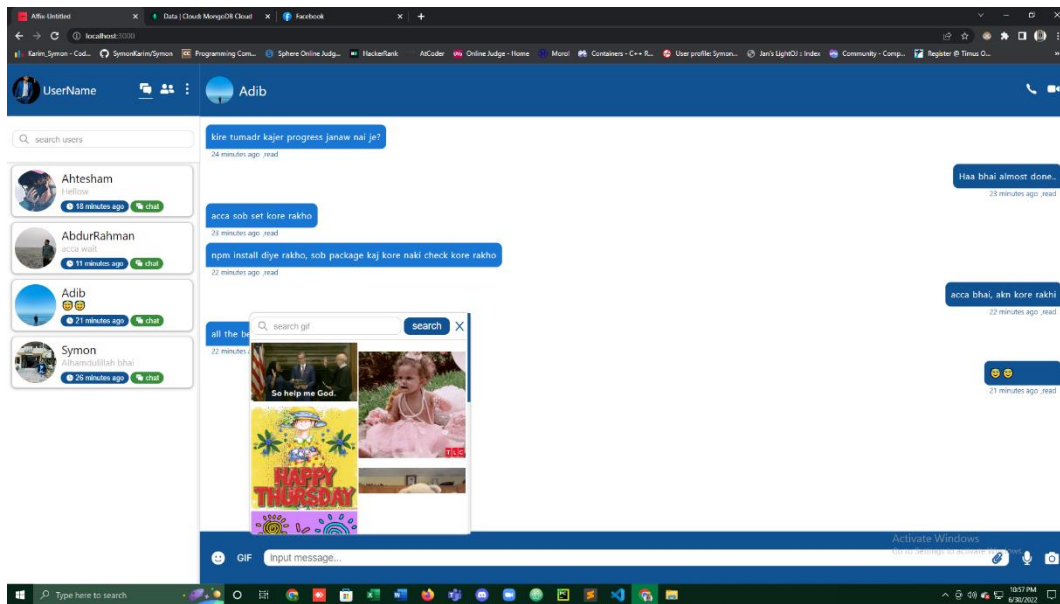 Affix-Untitled
Data | Cloud: MongoDB Cloud
Facebook
localhost:3000
Karim_Symon - Cod...
SymonKarim/Symon
Programming Com...
Sphere Online Judg...
HackerRank
AtCoder
Online Judge - Home
Containers - C++ R...
User profile: Symon...
Jan's LightOJ :: Index
Community - Comp...
Register @ Timus O...
UserName
Adib
search users
Ahtesham
Hellow
18 minutes ago
chat
AbdurRahman
acca wait
11 minutes ago
chat
Adib
😇😇
21 minutes ago
chat
Symon
Alhamdulillah bhai
26 minutes ago
chat
kire tumadr kajer progress janaw nai je?
24 minutes ago ,read
Haa bhai almost done..
23 minutes ago ,read
acca sob set kore rakho
23 minutes ago ,read
npm install diye rakho, sob package kaj kore naki check kore rakho
22 minutes ago ,read
acca bhai, akn kore rakhi
22 minutes ago ,read
all the be
22 minutes
😇😇
21 minutes ago ,read
search gif
search
X
So help me God.
TLC
HAPPY
THURSDAY
GIF
Input message...
Activate Windows
Go to Settings to activate Windows.
Type here to search
10:57 PM
6/30/2022